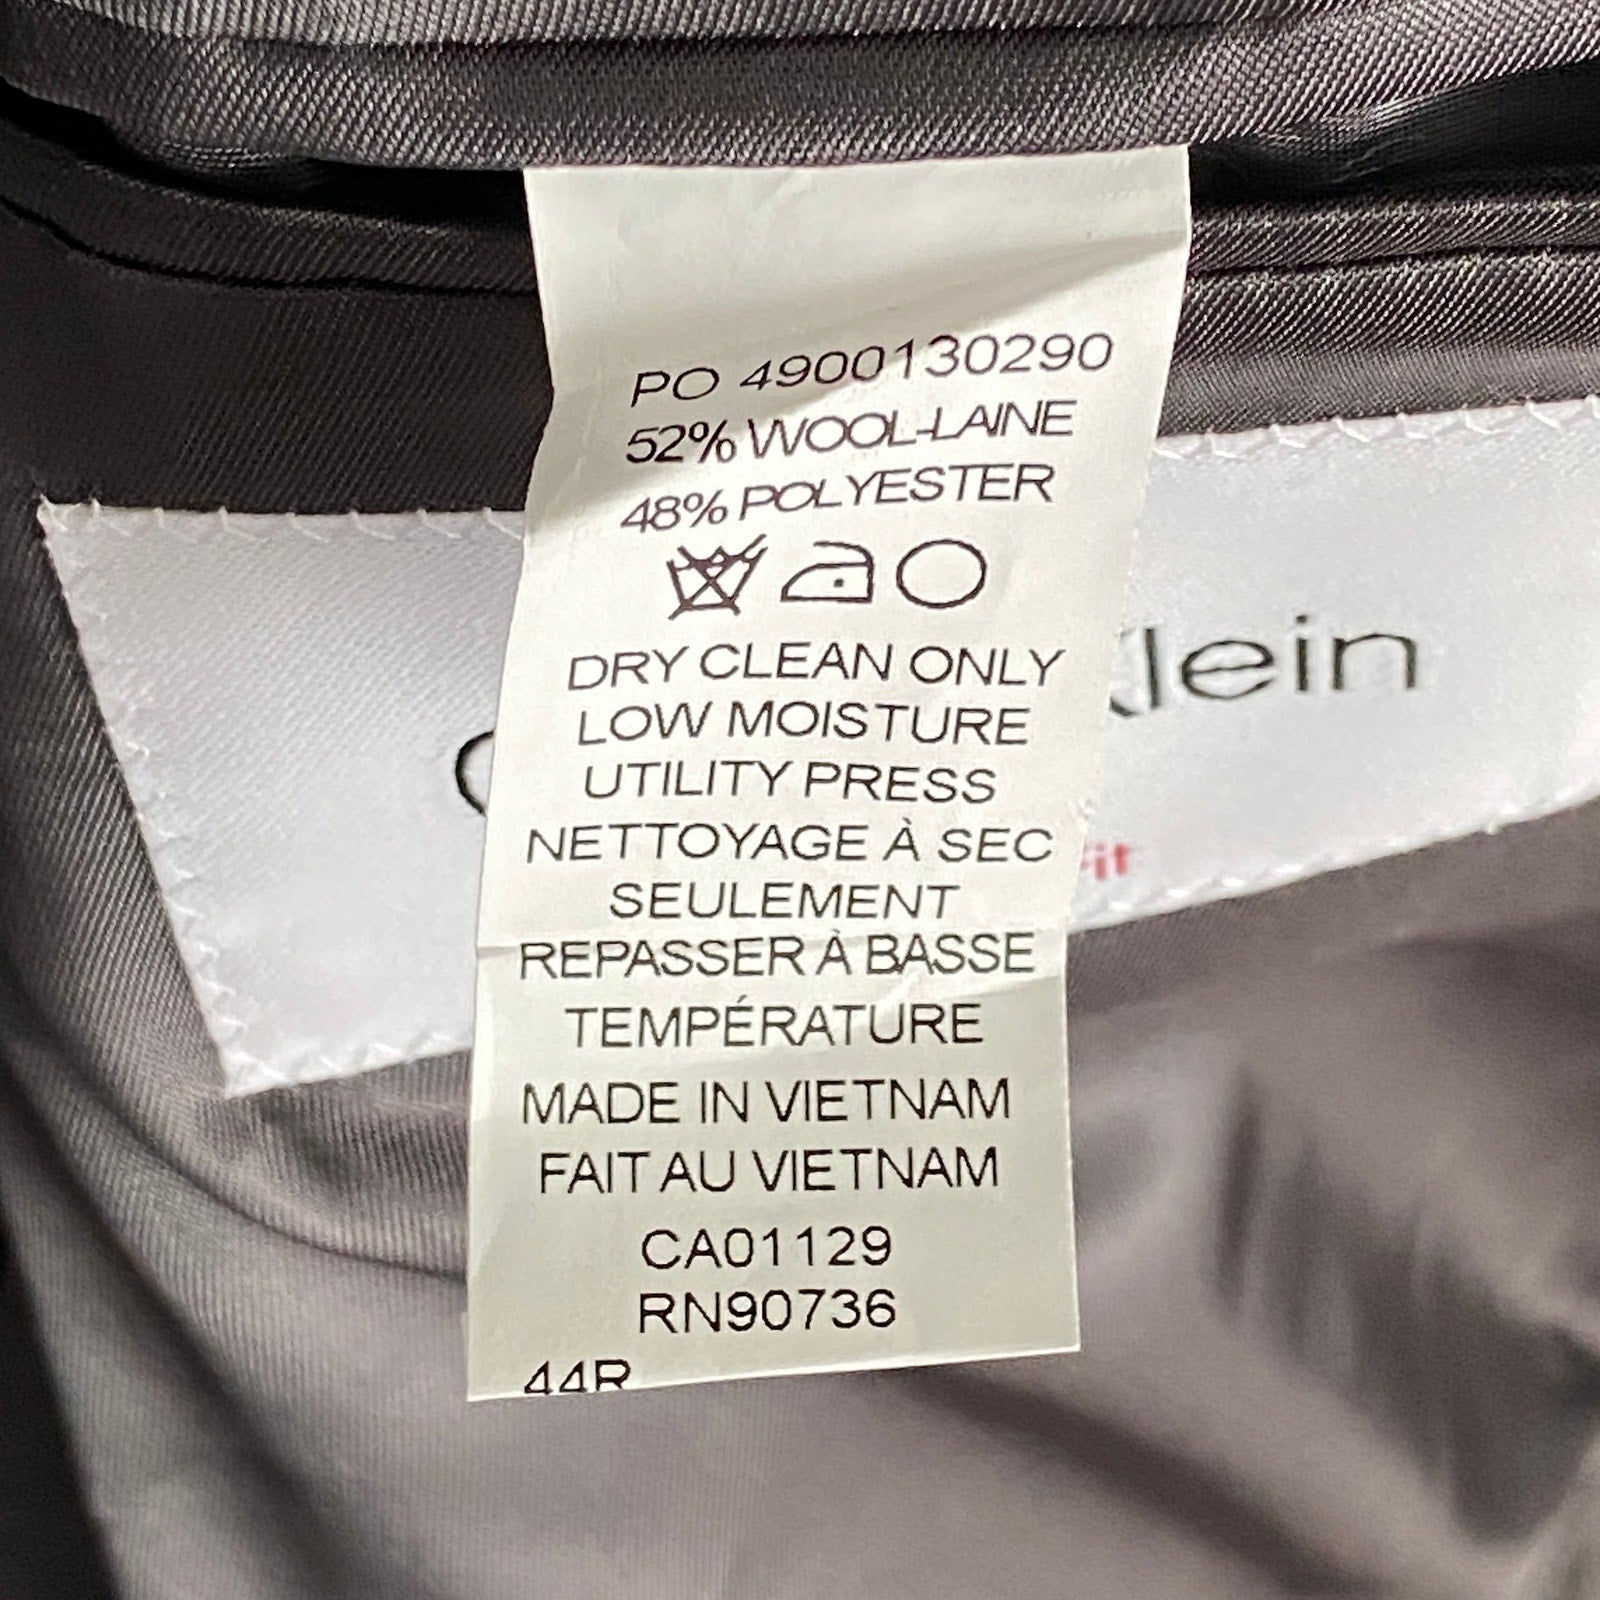 PO 4900130290
52% WOOL-LAINE
48% POLYESTER
DRY CLEAN ONLY
LOW MOISTURE
UTILITY PRESS
NETTOYAGE À SEC
SEULEMENT
REPASSER À BASSE
TEMPÉRATURE
MADE IN VIETNAM
FAIT AU VIETNAM
CA01129
RN90736
44R
Klein